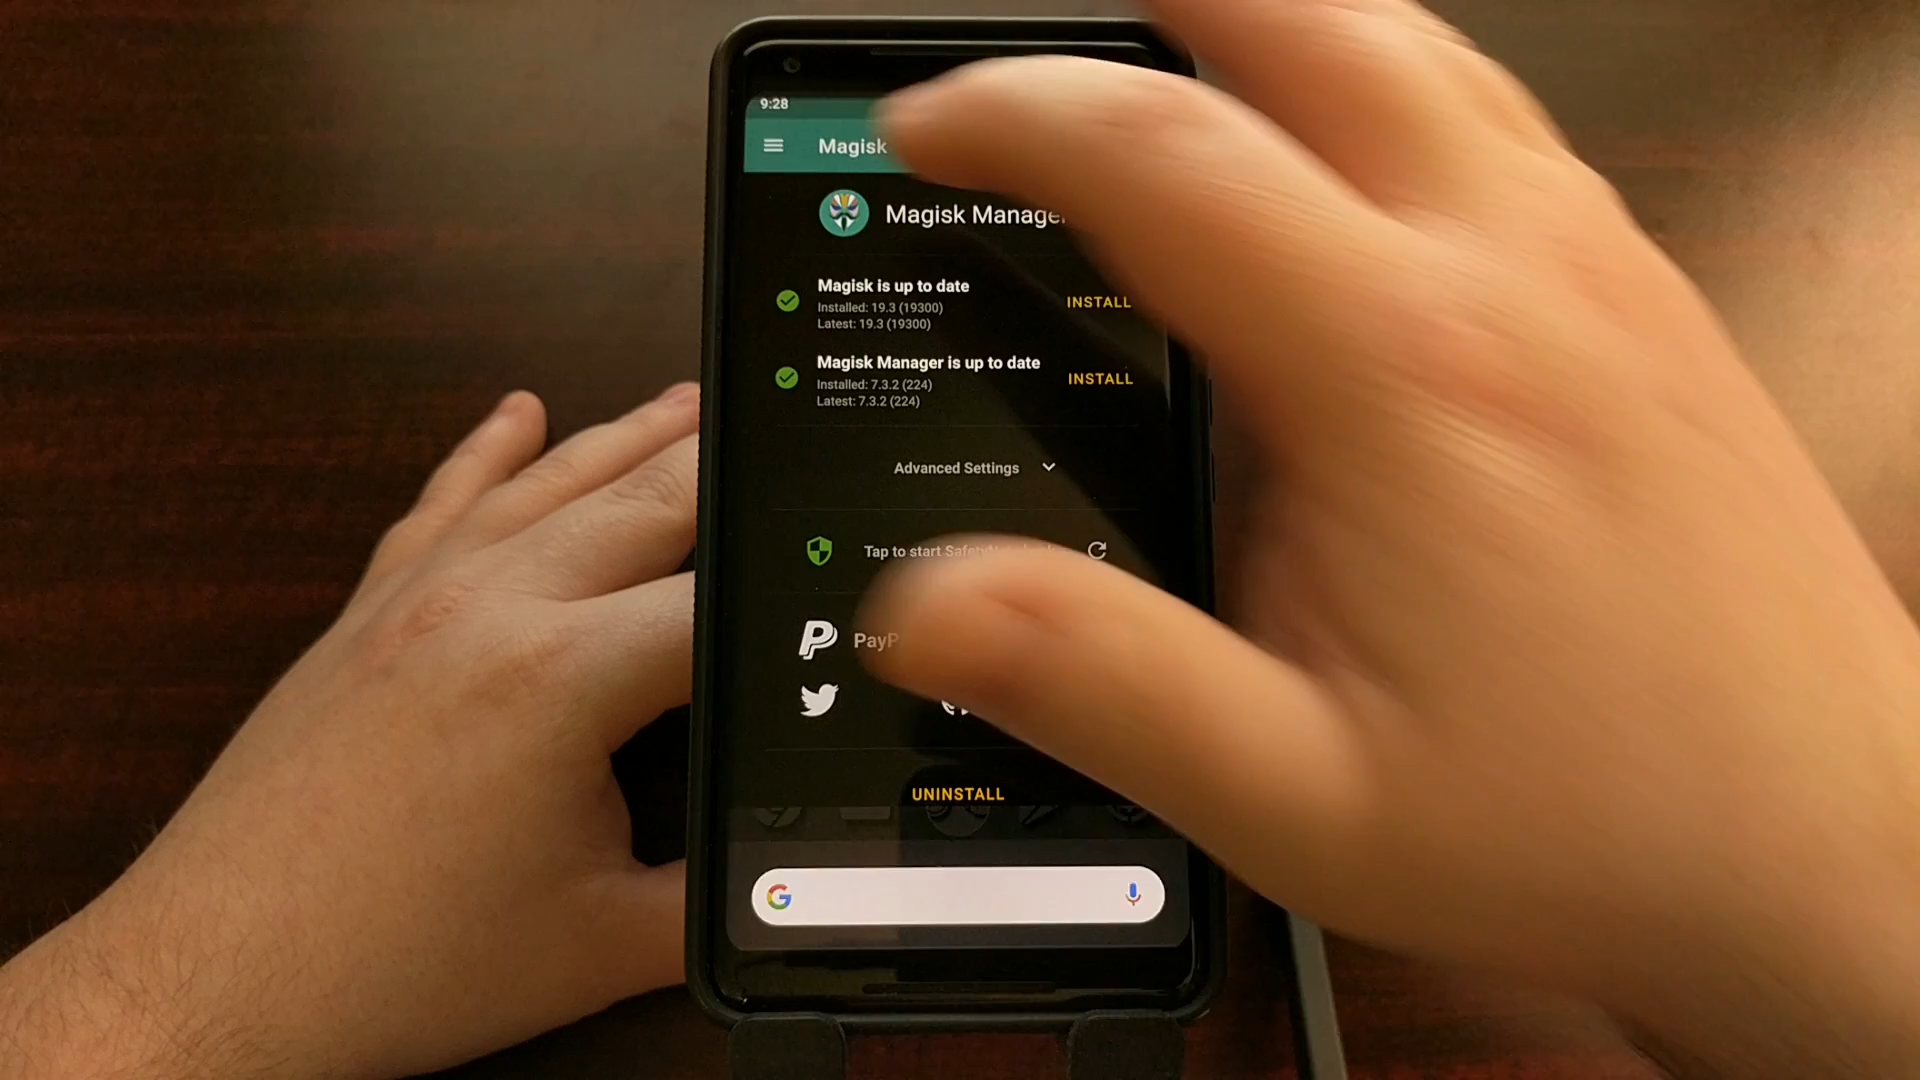 9:28
Magisk
Magisk Manager
Magisk is up to date
Installed: 19.3 (19300)
Latest: 19.3 (19300)
INSTALL
Magisk Manager is up to date
Installed: 7.3.2 (224)
Latest: 7.3.2 (224)
INSTALL
Advanced Settings
Tap to start
PayP
UNINSTALL